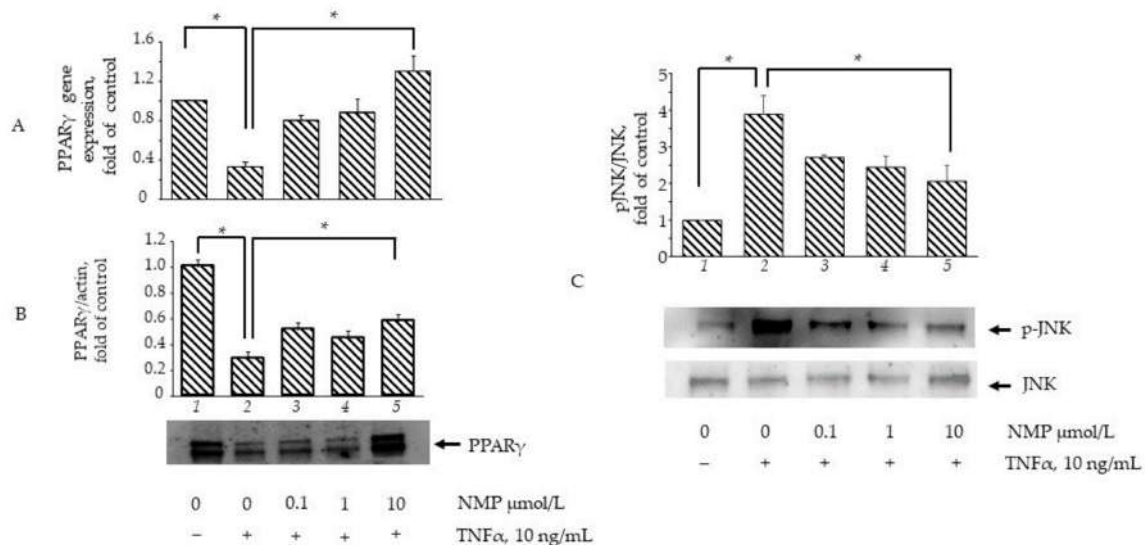 A
PPARγ gene
expression,
fold of control
1.6
1.2
0.8
0.4
0
*
*
B
PPARγ/actin,
fold of control
1.2
1.0
0.8
0.6
0.4
0.2
0
*
*
1 2 3 4 5
PPARγ
0 0 0.1 1 10 NMP μmol/L
– + + + + TNFα, 10 ng/mL
C
pJNK/JNK,
fold of control
5
4
3
2
1
0
*
*
1 2 3 4 5
p-JNK
JNK
0 0 0.1 1 10 NMP μmol/L
– + + + + TNFα, 10 ng/mL